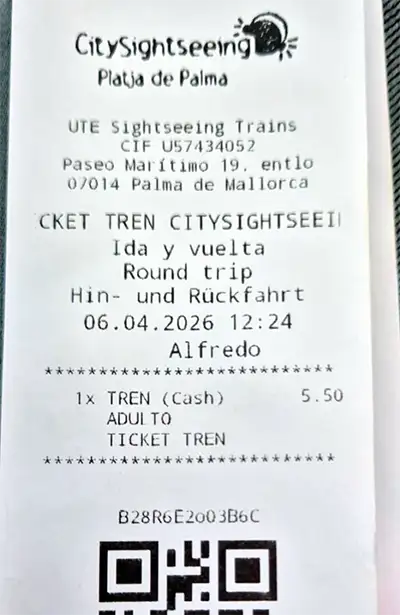 CitySightseeing
Platja de Palma
UTE Sightseeing Trains
CIF U57434052
Paseo Marítimo 19, entlo
07014 Palma de Mallorca
CKET TREN CITYSIGHTSEEI
Ida y vuelta
Round trip
Hin- und Rückfahrt
06.04.2026 12:24
Alfredo
***************************
1x TREN (Cash) 5.50
ADULTO
TICKET TREN
***************************
B28R6E2o03B6C